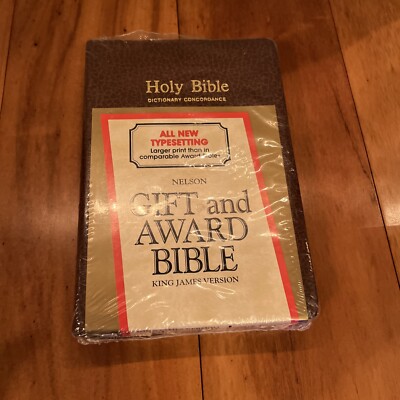 Holy Bible
DICTIONARY CONCORDANCE
ALL NEW
TYPESETTING
Larger print than in
comparable Award Bibles
NELSON
GIFT and
AWARD
BIBLE
KING JAMES VERSION